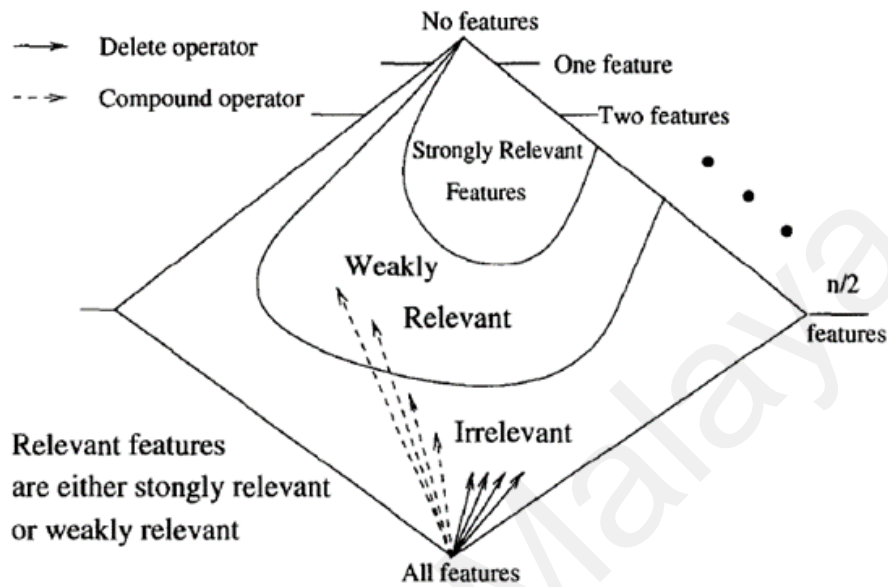 No features
Delete operator
One feature
Compound operator
Two features
Strongly Relevant
Features
Weakly
n/2
Relevant
features
Irrelevant
Relevant features
are either stongly relevant
or weakly relevant
All features
Malaya